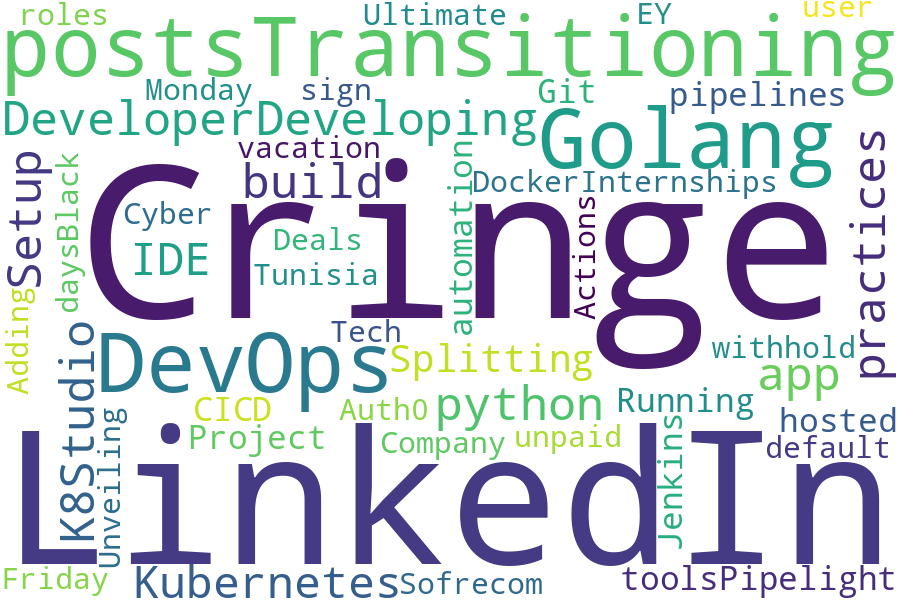 roles
Ultimate
EY
user
postsTransitioning
Monday
sign
Git
pipelines
DeveloperDeveloping
Golang
vacation
build
DockerInternships
practices
Setup
daysBlack
Cringe
Cyber
IDE
Deals
Tunisia
automation
Actions
Adding
Tech
DevOps
Splitting
withhold
app
K8Studio
CICD
Auth0
python
Running
hosted
Project
Company
unpaid
default
Unveiling
LinkedIn
Jenkins
Friday
Kubernetes
Sofrecom
toolsPipelight